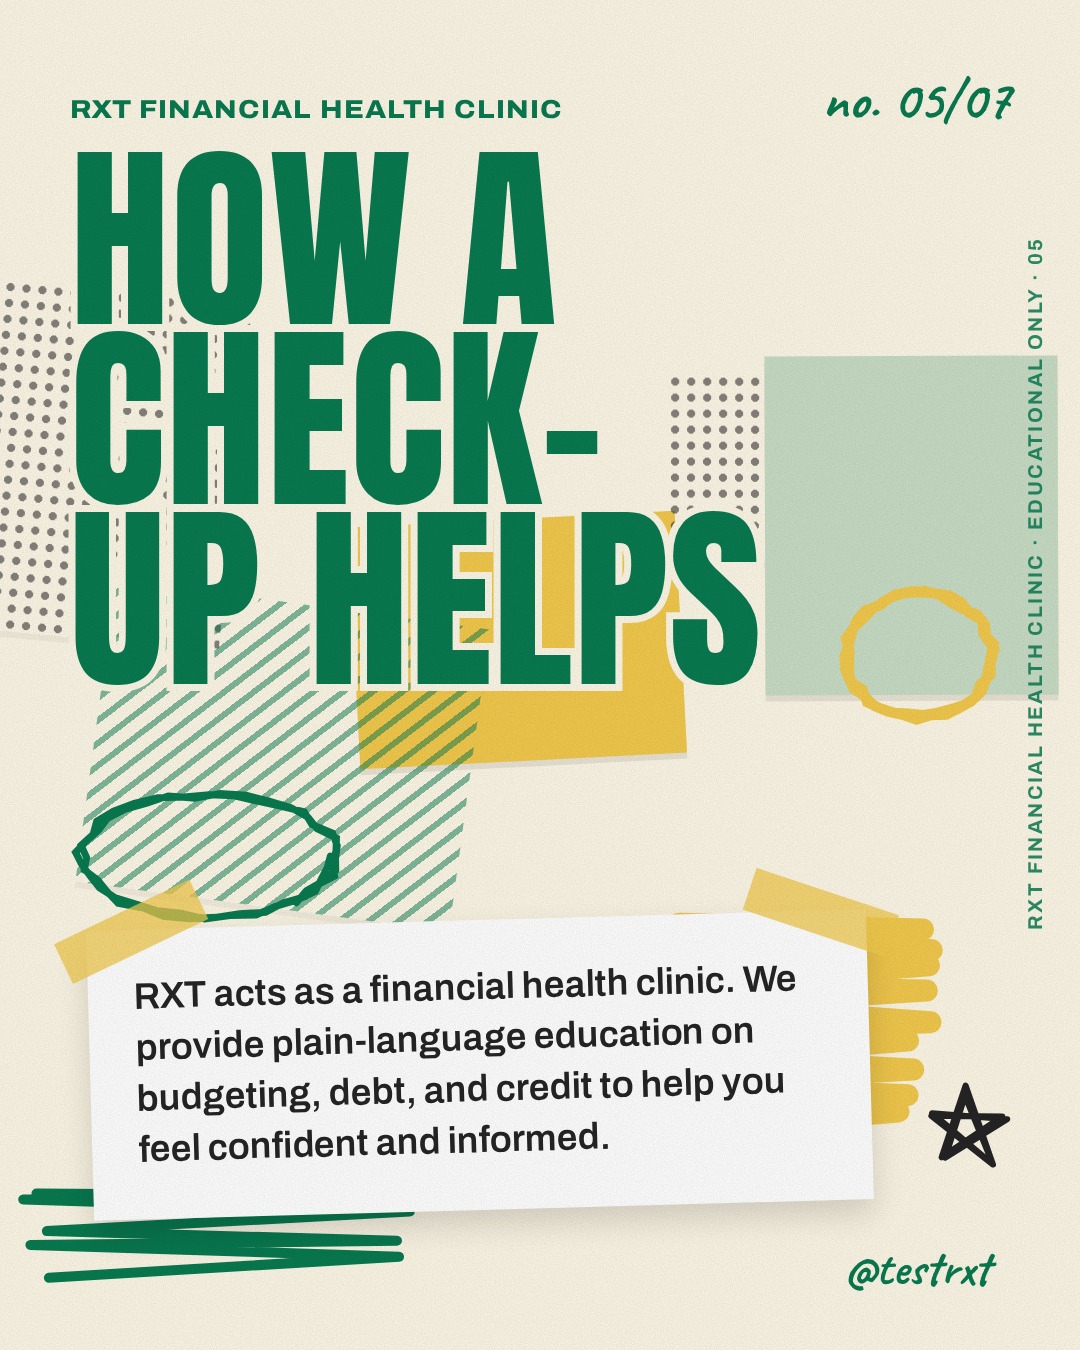 RXT FINANCIAL HEALTH CLINIC
no. 05/07
HOW A
CHECK-
UP HELPS
RXT FINANCIAL HEALTH CLINIC · EDUCATIONAL ONLY · 05
RXT acts as a financial health clinic. We
provide plain-language education on
budgeting, debt, and credit to help you
feel confident and informed.
@testrxt